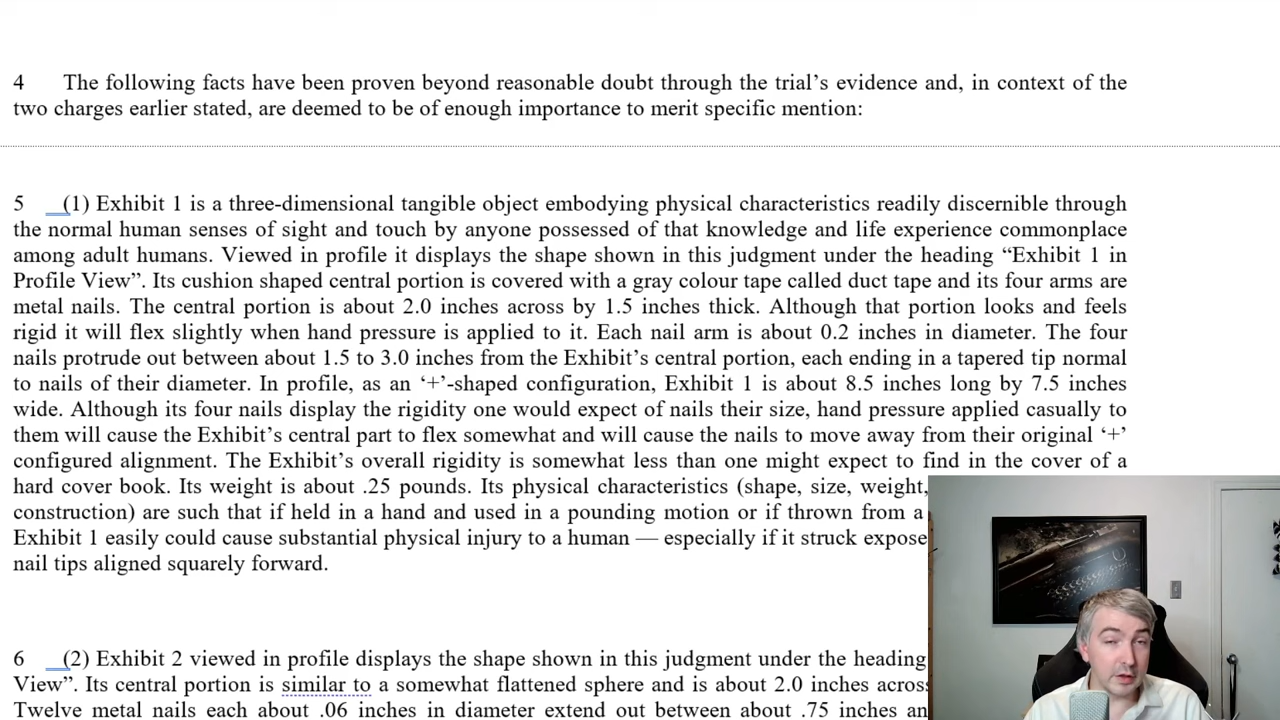 4 The following facts have been proven beyond reasonable doubt through the trial’s evidence and, in context of the
two charges earlier stated, are deemed to be of enough importance to merit specific mention:
5 (1) Exhibit 1 is a three-dimensional tangible object embodying physical characteristics readily discernible through
the normal human senses of sight and touch by anyone possessed of that knowledge and life experience commonplace
among adult humans. Viewed in profile it displays the shape shown in this judgment under the heading “Exhibit 1 in
Profile View”. Its cushion shaped central portion is covered with a gray colour tape called duct tape and its four arms are
metal nails. The central portion is about 2.0 inches across by 1.5 inches thick. Although that portion looks and feels
rigid it will flex slightly when hand pressure is applied to it. Each nail arm is about 0.2 inches in diameter. The four
nails protrude out between about 1.5 to 3.0 inches from the Exhibit’s central portion, each ending in a tapered tip normal
to nails of their diameter. In profile, as an ‘+’-shaped configuration, Exhibit 1 is about 8.5 inches long by 7.5 inches
wide. Although its four nails display the rigidity one would expect of nails their size, hand pressure applied casually to
them will cause the Exhibit’s central part to flex somewhat and will cause the nails to move away from their original ‘+’
configured alignment. The Exhibit’s overall rigidity is somewhat less than one might expect to find in the cover of a
hard cover book. Its weight is about .25 pounds. Its physical characteristics (shape, size, weight,
construction) are such that if held in a hand and used in a pounding motion or if thrown from a
Exhibit 1 easily could cause substantial physical injury to a human — especially if it struck expose
nail tips aligned squarely forward.
6 (2) Exhibit 2 viewed in profile displays the shape shown in this judgment under the heading
View”. Its central portion is similar to a somewhat flattened sphere and is about 2.0 inches
Twelve metal nails each about .06 inches in diameter extend out between about .75 inches